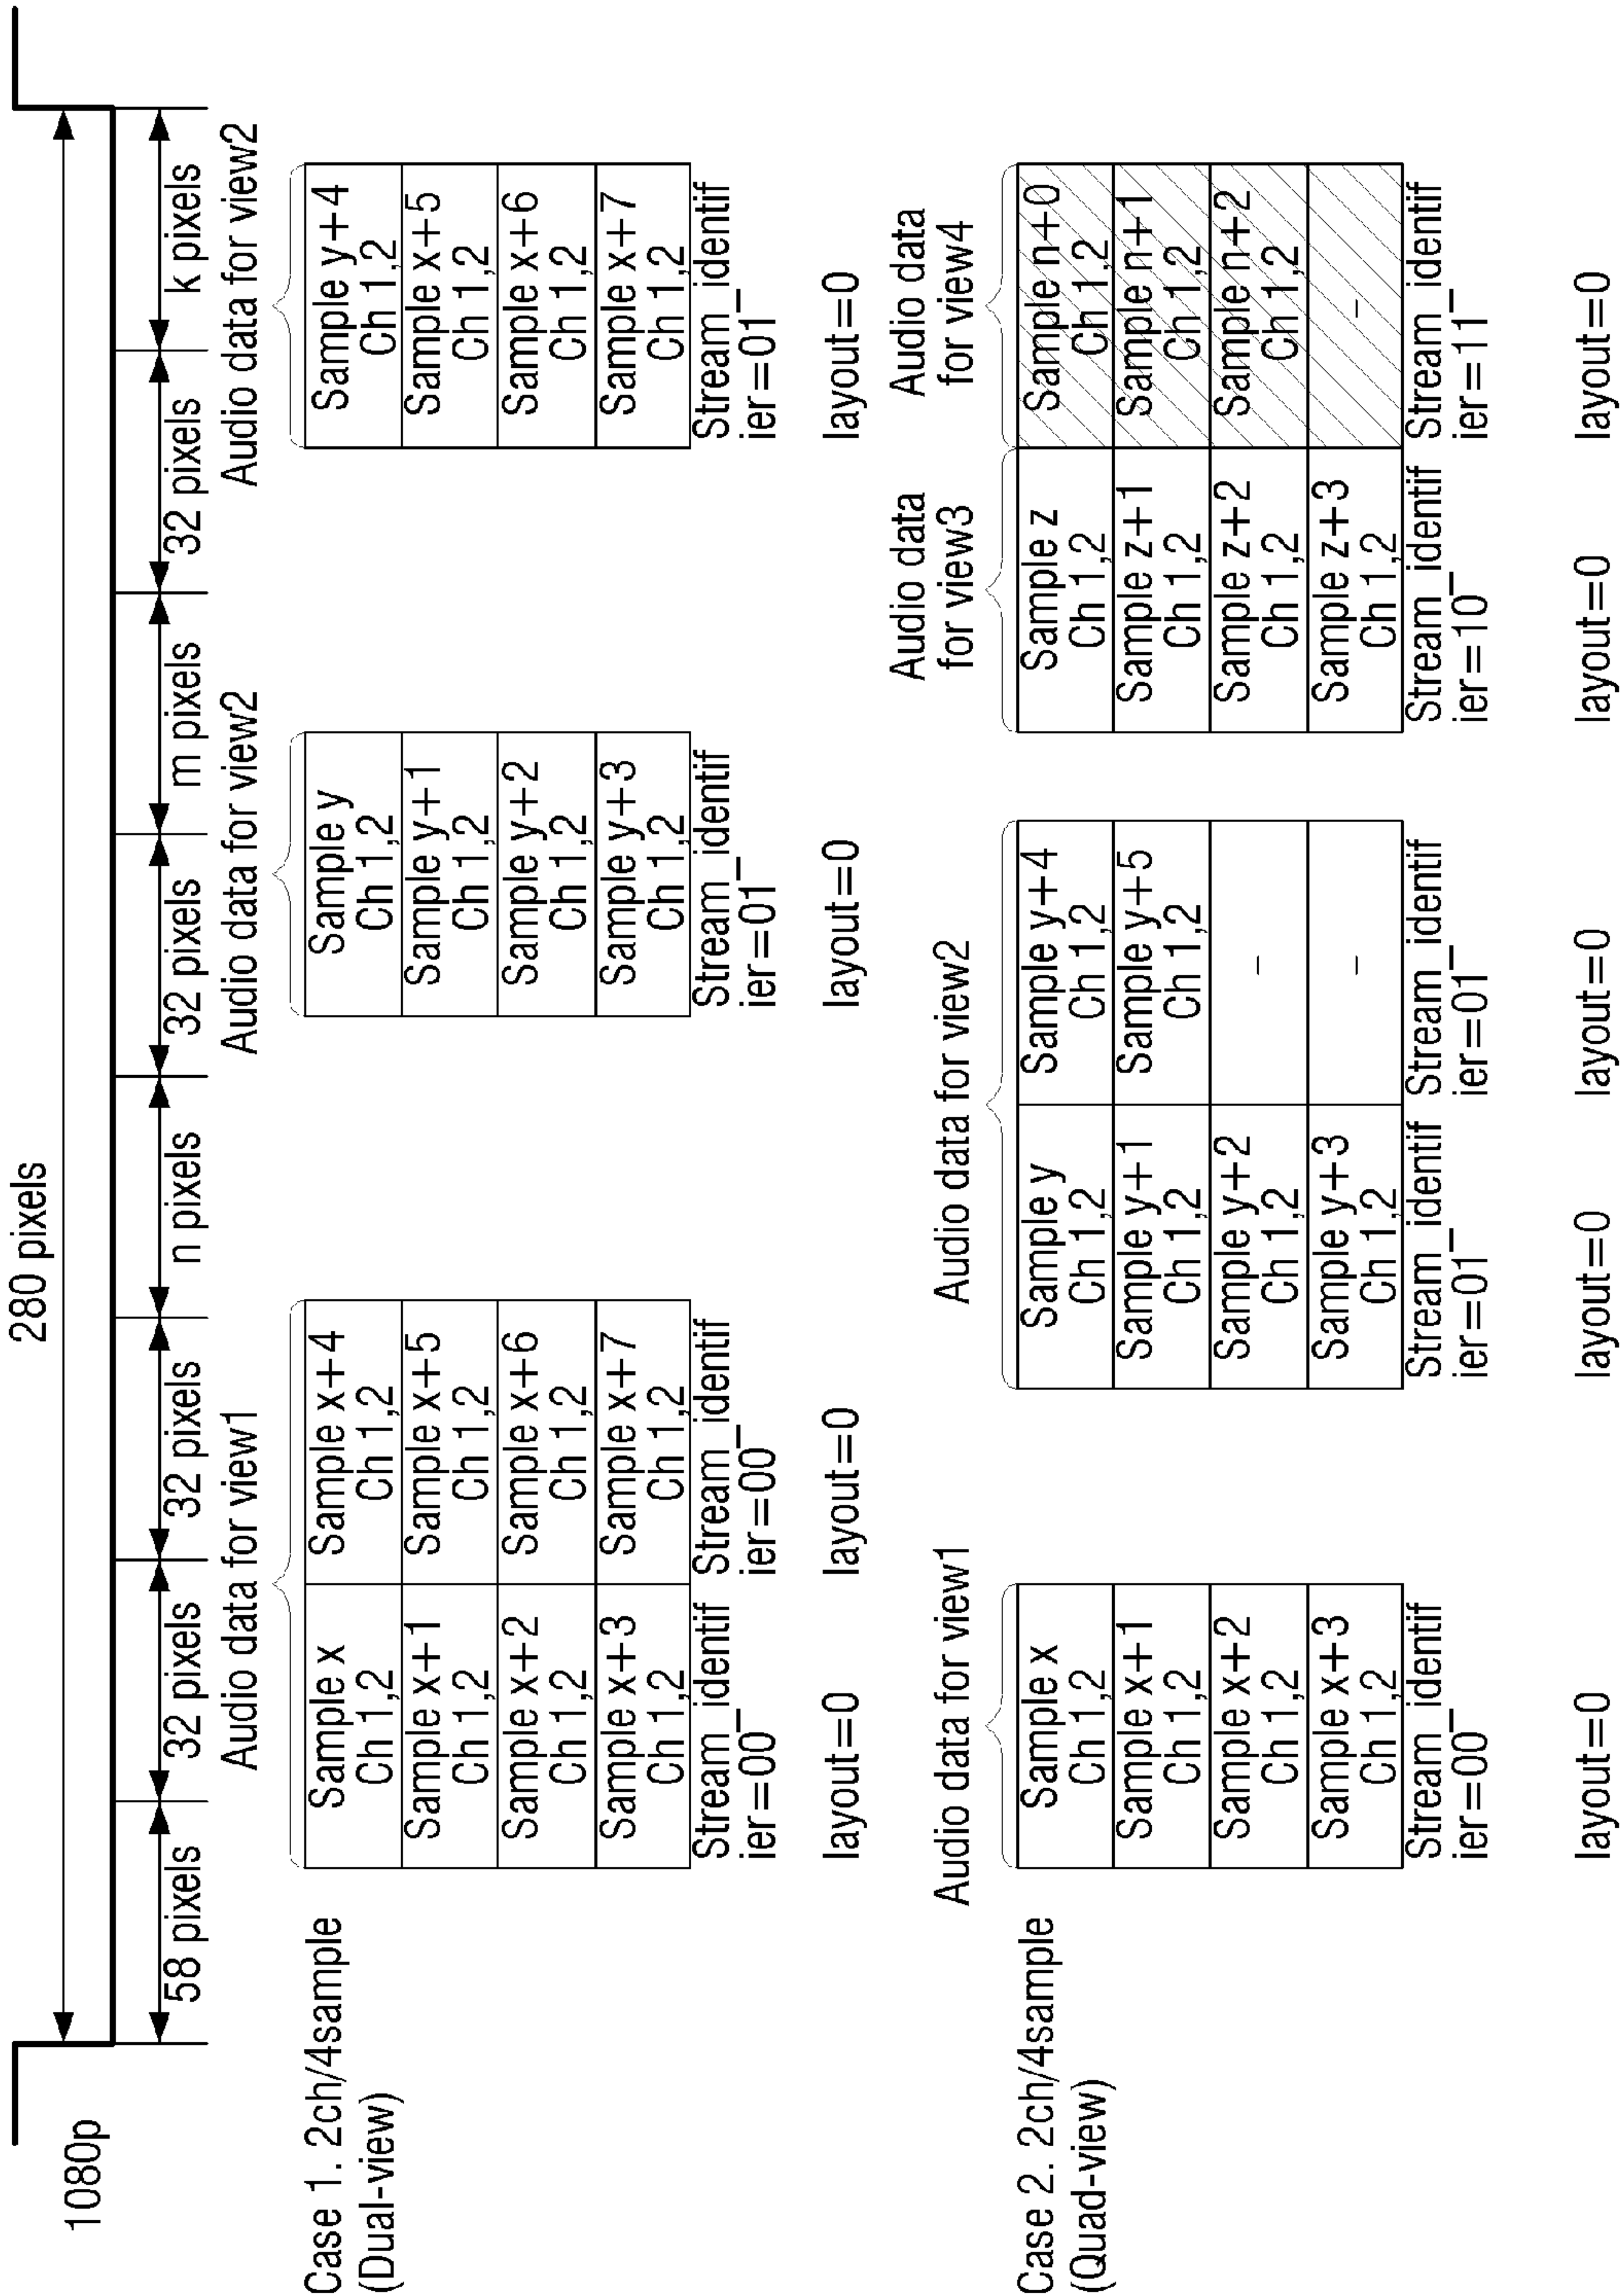 280 pixels
1080p
58 pixels
32 pixels
32 pixels
n pixels
32 pixels
m pixels
32 pixels
k pixels
Case 1. 2ch/4sample
(Dual-view)
Audio data for view1
Sample x
Ch 1,2
Sample x+1
Ch 1,2
Sample x+2
Ch 1,2
Sample x+3
Ch 1,2
Stream_identif
ier=00
layout=0
Sample x+4
Ch 1,2
Sample x+5
Ch 1,2
Sample x+6
Ch 1,2
Sample x+7
Ch 1,2
Stream_identif
ier=00
layout=0
Audio data for view2
Sample y
Ch 1,2
Sample y+1
Ch 1,2
Sample y+2
Ch 1,2
Sample y+3
Ch 1,2
Stream_identif
ier=01
layout=0
Audio data for view2
Sample y+4
Ch 1,2
Sample x+5
Ch 1,2
Sample x+6
Ch 1,2
Sample x+7
Ch 1,2
Stream_identif
ier=01
layout=0
Case 2. 2ch/4sample
(Quad-view)
Audio data for view1
Sample x
Ch 1,2
Sample x+1
Ch 1,2
Sample x+2
Ch 1,2
Sample x+3
Ch 1,2
Stream_identif
ier=00
layout=0
Audio data for view2
Sample y
Ch 1,2
Sample y+1
Ch 1,2
Sample y+2
Ch 1,2
Sample y+3
Ch 1,2
Stream_identif
ier=01
layout=0
Sample y+4
Ch 1,2
Sample y+5
Ch 1,2
–
–
Stream_identif
ier=01
layout=0
Audio data
for view3
Sample z
Ch 1,2
Sample z+1
Ch 1,2
Sample z+2
Ch 1,2
Sample z+3
Ch 1,2
Stream_identif
ier=10
layout=0
Audio data
for view4
Sample n+0
Ch 1,2
Sample n+1
Ch 1,2
Sample n+2
Ch 1,2
–
Stream_identif
ier=11
layout=0